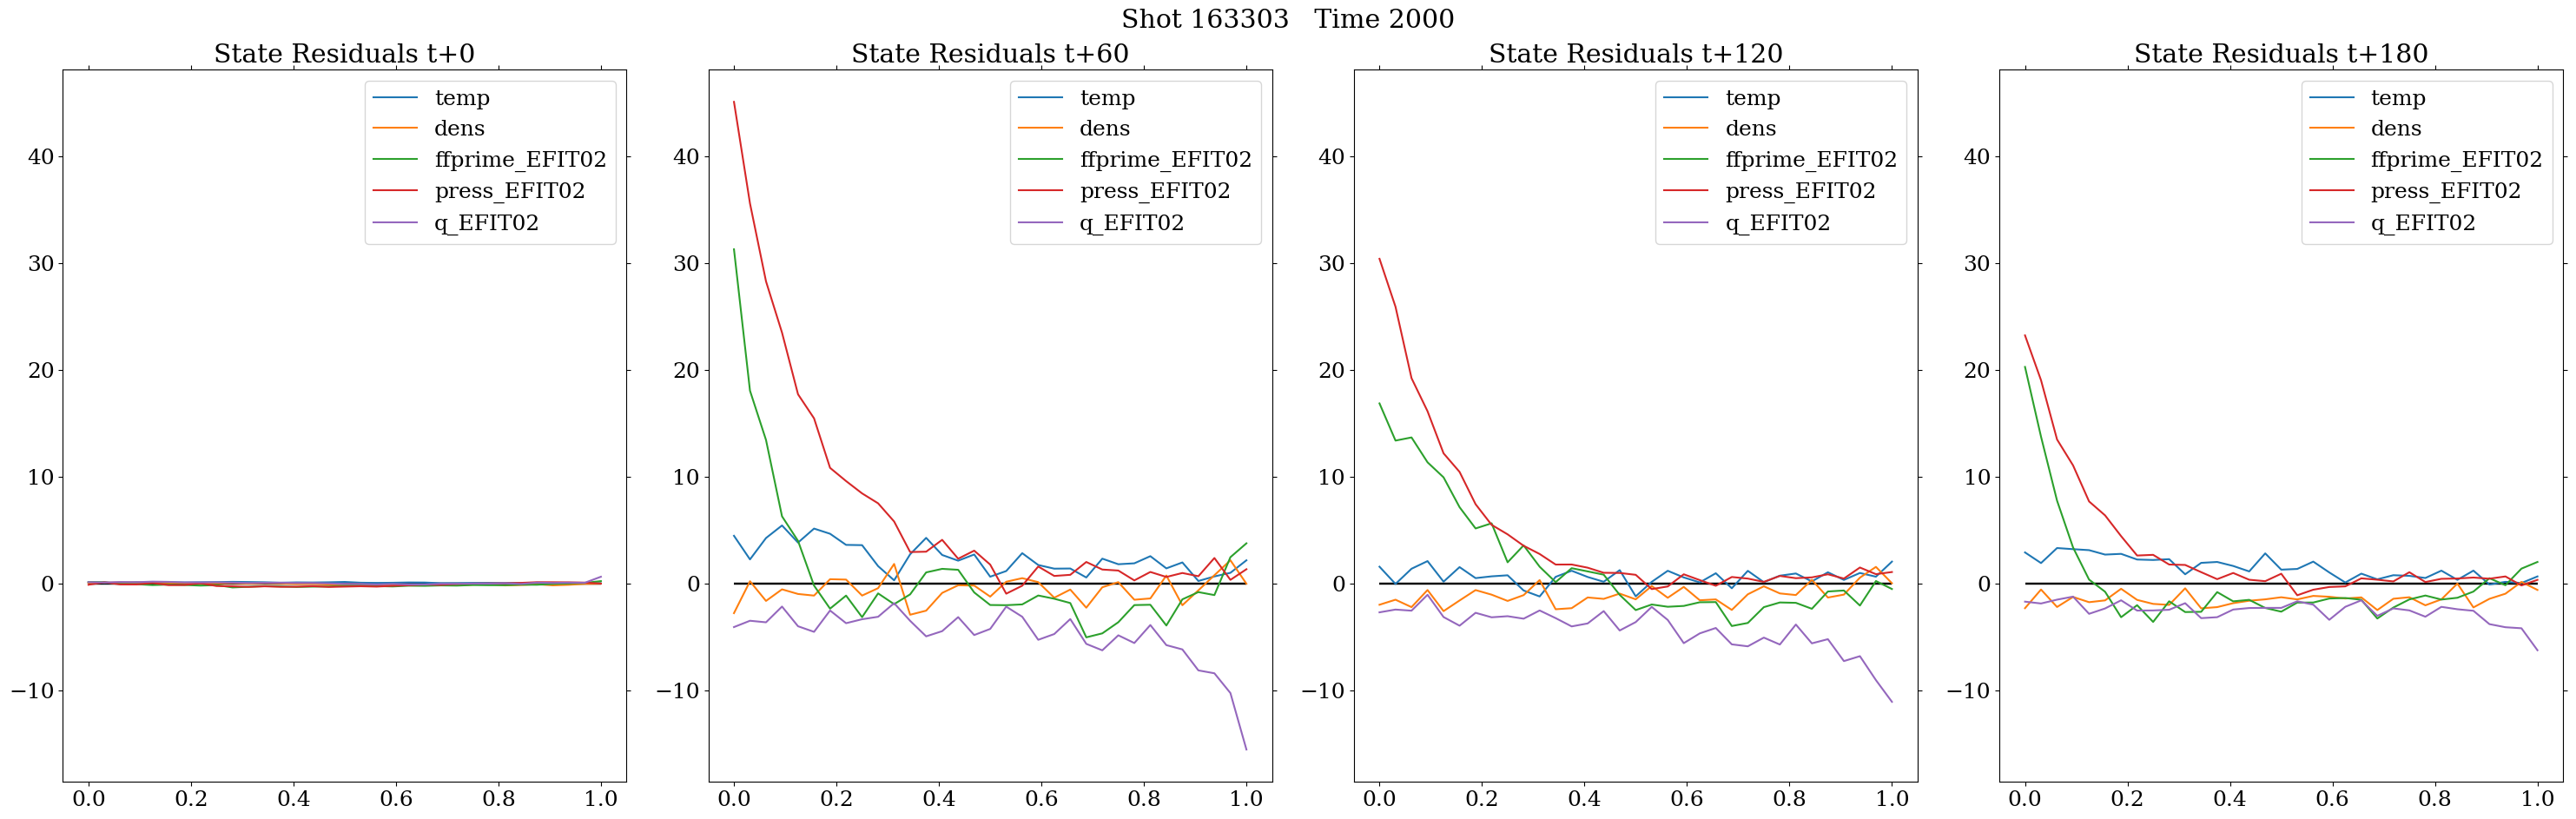 Shot 163303   Time 2000
State Residuals t+0
temp
dens
ffprime_EFIT02
press_EFIT02
q_EFIT02
40
30
20
10
0
−10
0.0 0.2 0.4 0.6 0.8 1.0
State Residuals t+60
temp
dens
ffprime_EFIT02
press_EFIT02
q_EFIT02
40
30
20
10
0
−10
0.0 0.2 0.4 0.6 0.8 1.0
State Residuals t+120
temp
dens
ffprime_EFIT02
press_EFIT02
q_EFIT02
40
30
20
10
0
−10
0.0 0.2 0.4 0.6 0.8 1.0
State Residuals t+180
temp
dens
ffprime_EFIT02
press_EFIT02
q_EFIT02
40
30
20
10
0
−10
0.0 0.2 0.4 0.6 0.8 1.0